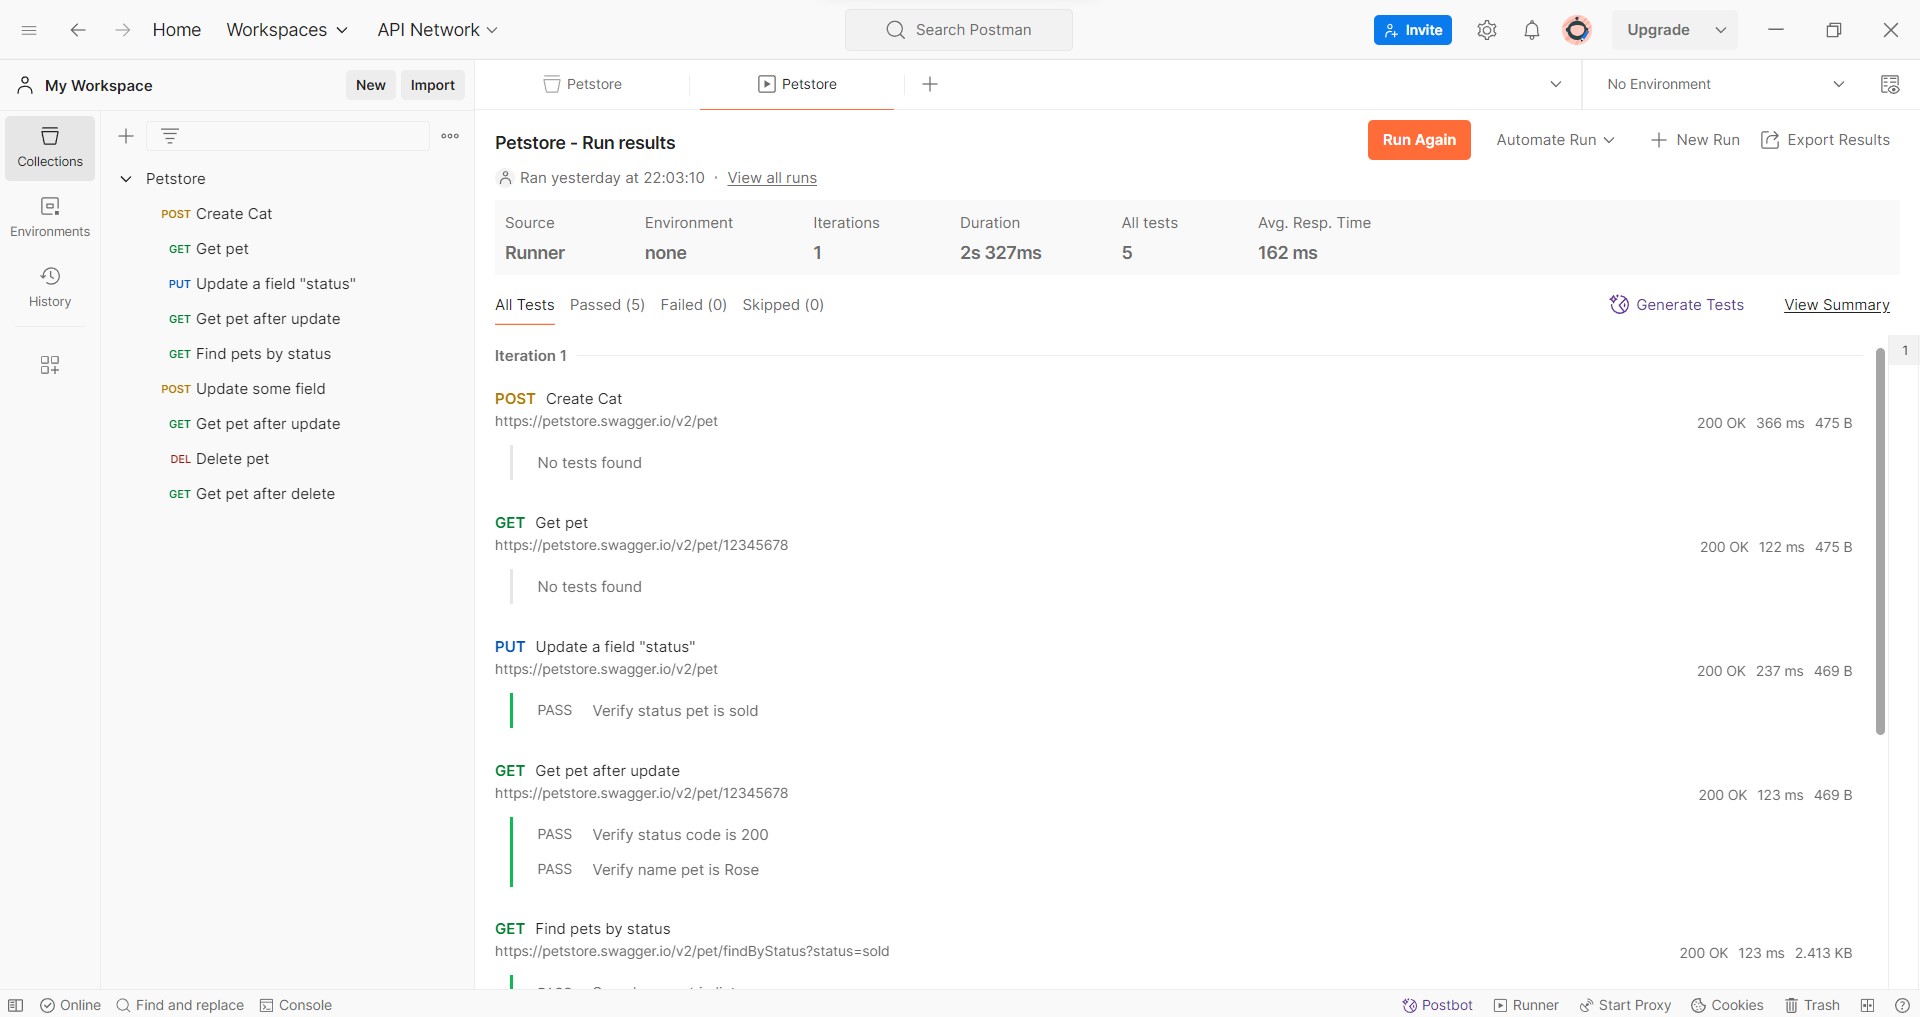 Home Workspaces API Network Search Postman Invite Upgrade
My Workspace New Import Petstore Petstore No Environment
Collections
Environments
History
Petstore
POST Create Cat
GET Get pet
PUT Update a field "status"
GET Get pet after update
GET Find pets by status
POST Update some field
GET Get pet after update
DEL Delete pet
GET Get pet after delete
Petstore - Run results Run Again Automate Run New Run Export Results
Ran yesterday at 22:03:10 · View all runs
Source Environment Iterations Duration All tests Avg. Resp. Time
Runner none 1 2s 327ms 5 162 ms
All Tests Passed (5) Failed (0) Skipped (0) Generate Tests View Summary
Iteration 1 1
POST Create Cat
https://petstore.swagger.io/v2/pet 200 OK 366 ms 475 B
No tests found
GET Get pet
https://petstore.swagger.io/v2/pet/12345678 200 OK 122 ms 475 B
No tests found
PUT Update a field "status"
https://petstore.swagger.io/v2/pet 200 OK 237 ms 469 B
PASS Verify status pet is sold
GET Get pet after update
https://petstore.swagger.io/v2/pet/12345678 200 OK 123 ms 469 B
PASS Verify status code is 200
PASS Verify name pet is Rose
GET Find pets by status
https://petstore.swagger.io/v2/pet/findByStatus?status=sold 200 OK 123 ms 2.413 KB
Online Find and replace Console Postbot Runner Start Proxy Cookies Trash